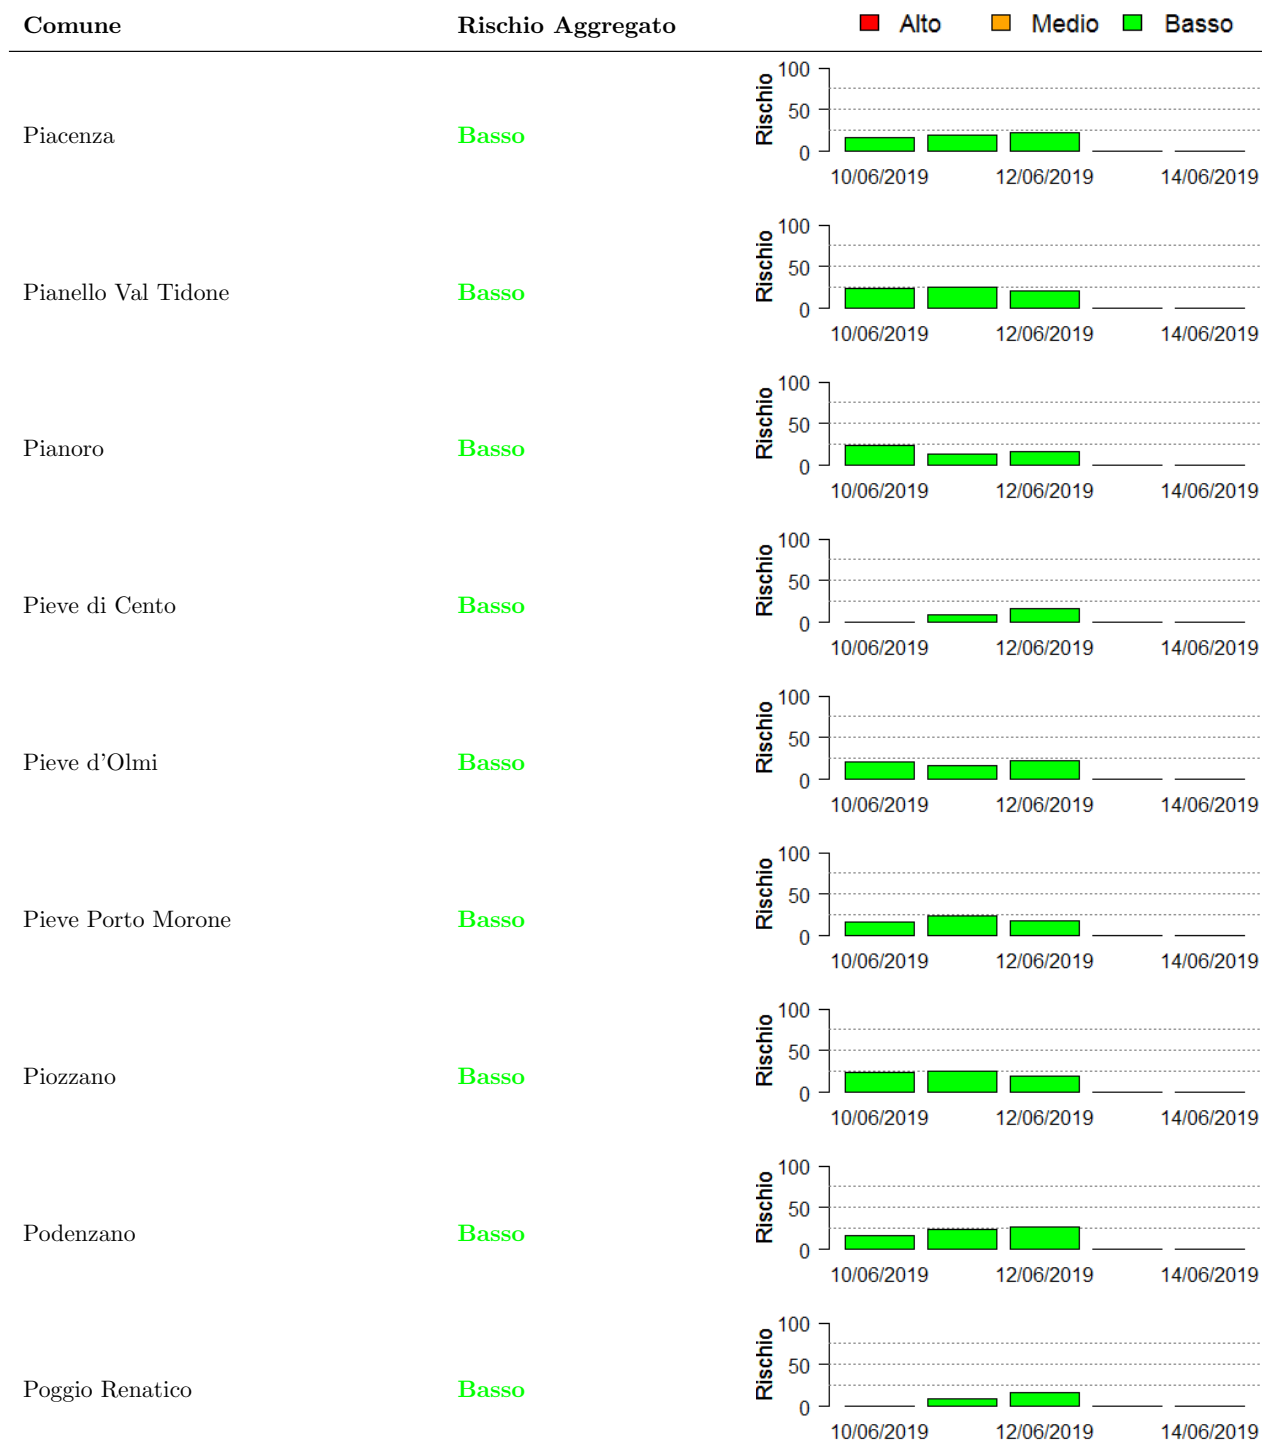 Comune Rischio Aggregato Alto Medio Basso
Piacenza Basso Rischio 100 50 0
10/06/2019 12/06/2019 14/06/2019
Pianello Val Tidone Basso Rischio 100 50 0
10/06/2019 12/06/2019 14/06/2019
Pianoro Basso Rischio 100 50 0
10/06/2019 12/06/2019 14/06/2019
Pieve di Cento Basso Rischio 100 50 0
10/06/2019 12/06/2019 14/06/2019
Pieve d'Olmi Basso Rischio 100 50 0
10/06/2019 12/06/2019 14/06/2019
Pieve Porto Morone Basso Rischio 100 50 0
10/06/2019 12/06/2019 14/06/2019
Piozzano Basso Rischio 100 50 0
10/06/2019 12/06/2019 14/06/2019
Podenzano Basso Rischio 100 50 0
10/06/2019 12/06/2019 14/06/2019
Poggio Renatico Basso Rischio 100 50 0
10/06/2019 12/06/2019 14/06/2019